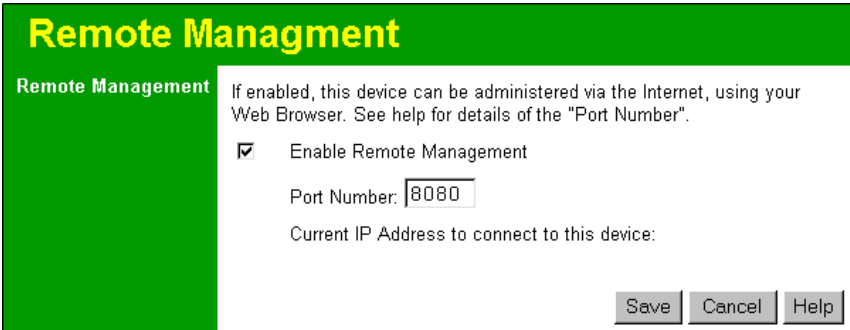 Remote Managment
Remote Management
If enabled, this device can be administered via the Internet, using your
Web Browser. See help for details of the "Port Number".
Enable Remote Management
Port Number: 8080
Current IP Address to connect to this device:
Save Cancel Help